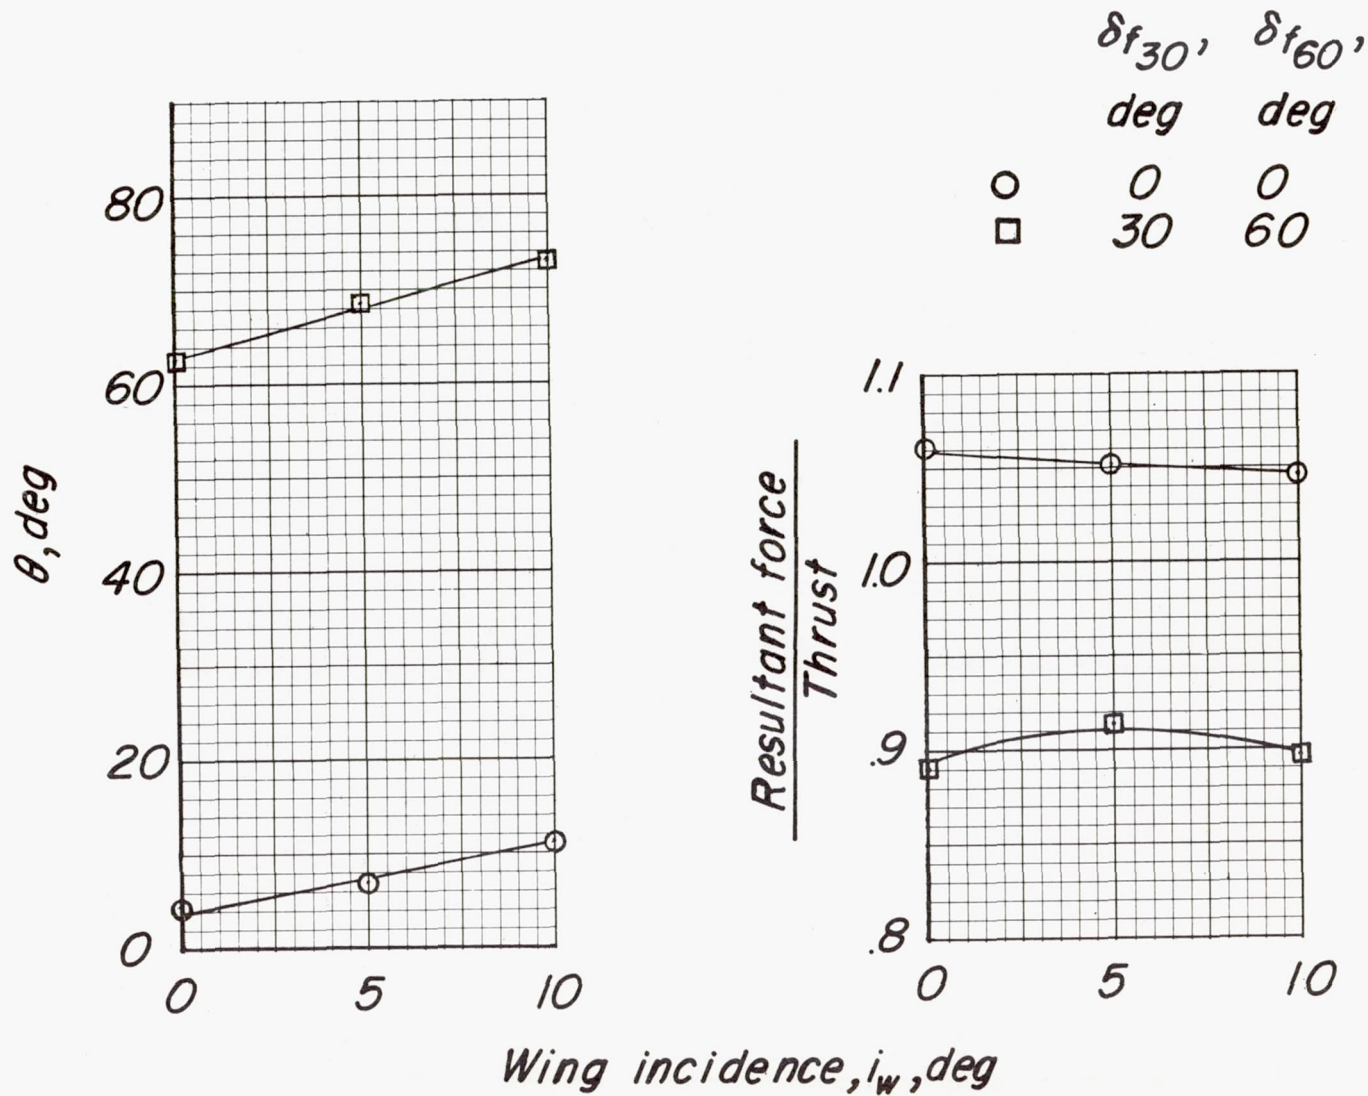 δf30, δf60,
deg deg
0 0
30 60
80
60
40
20
0
0 5 10
θ, deg
1.1
1.0
.9
.8
0 5 10
Resultant force
Thrust
Wing incidence, iw, deg